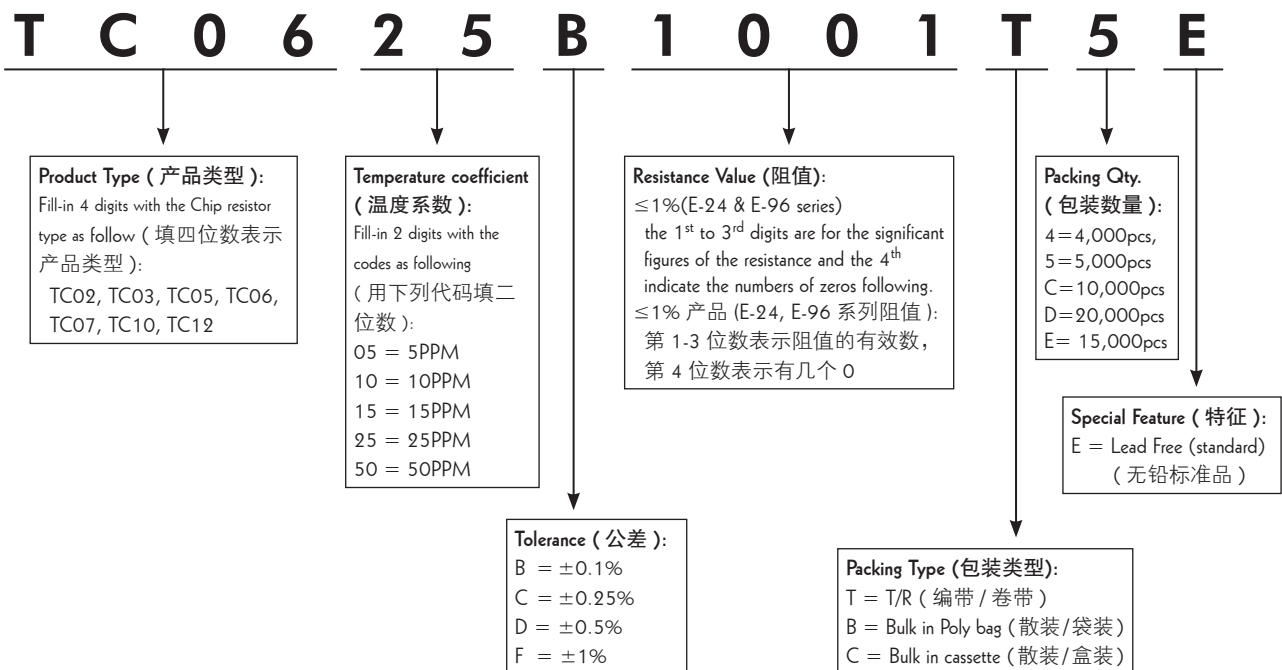 T C 0 6 2 5 B 1 0 0 1 T 5 E
Product Type ( 产品类型 ):
Fill-in 4 digits with the Chip resistor
type as follow ( 填四位数表示
产品类型 ):
TC02, TC03, TC05, TC06,
TC07, TC10, TC12
Temperature coefficient
( 温度系数 ):
Fill-in 2 digits with the
codes as following
( 用下列代码填二
位数 ):
05 = 5PPM
10 = 10PPM
15 = 15PPM
25 = 25PPM
50 = 50PPM
Tolerance ( 公差 ):
B = ±0.1%
C = ±0.25%
D = ±0.5%
F = ±1%
Resistance Value (阻值):
≤1%(E-24 & E-96 series)
the 1st to 3rd digits are for the significant
figures of the resistance and the 4th
indicate the numbers of zeros following.
≤1% 产品 (E-24, E-96 系列阻值 ):
第 1-3 位数表示阻值的有效数，
第 4 位数表示有几个 0
Packing Type (包装类型):
T = T/R ( 编带 / 卷带 )
B = Bulk in Poly bag ( 散装/袋装 )
C = Bulk in cassette ( 散装/盒装 )
Packing Qty.
( 包装数量 ):
4=4,000pcs,
5=5,000pcs
C=10,000pcs
D=20,000pcs
E= 15,000pcs
Special Feature ( 特征 ):
E = Lead Free (standard)
( 无铅标准品 )